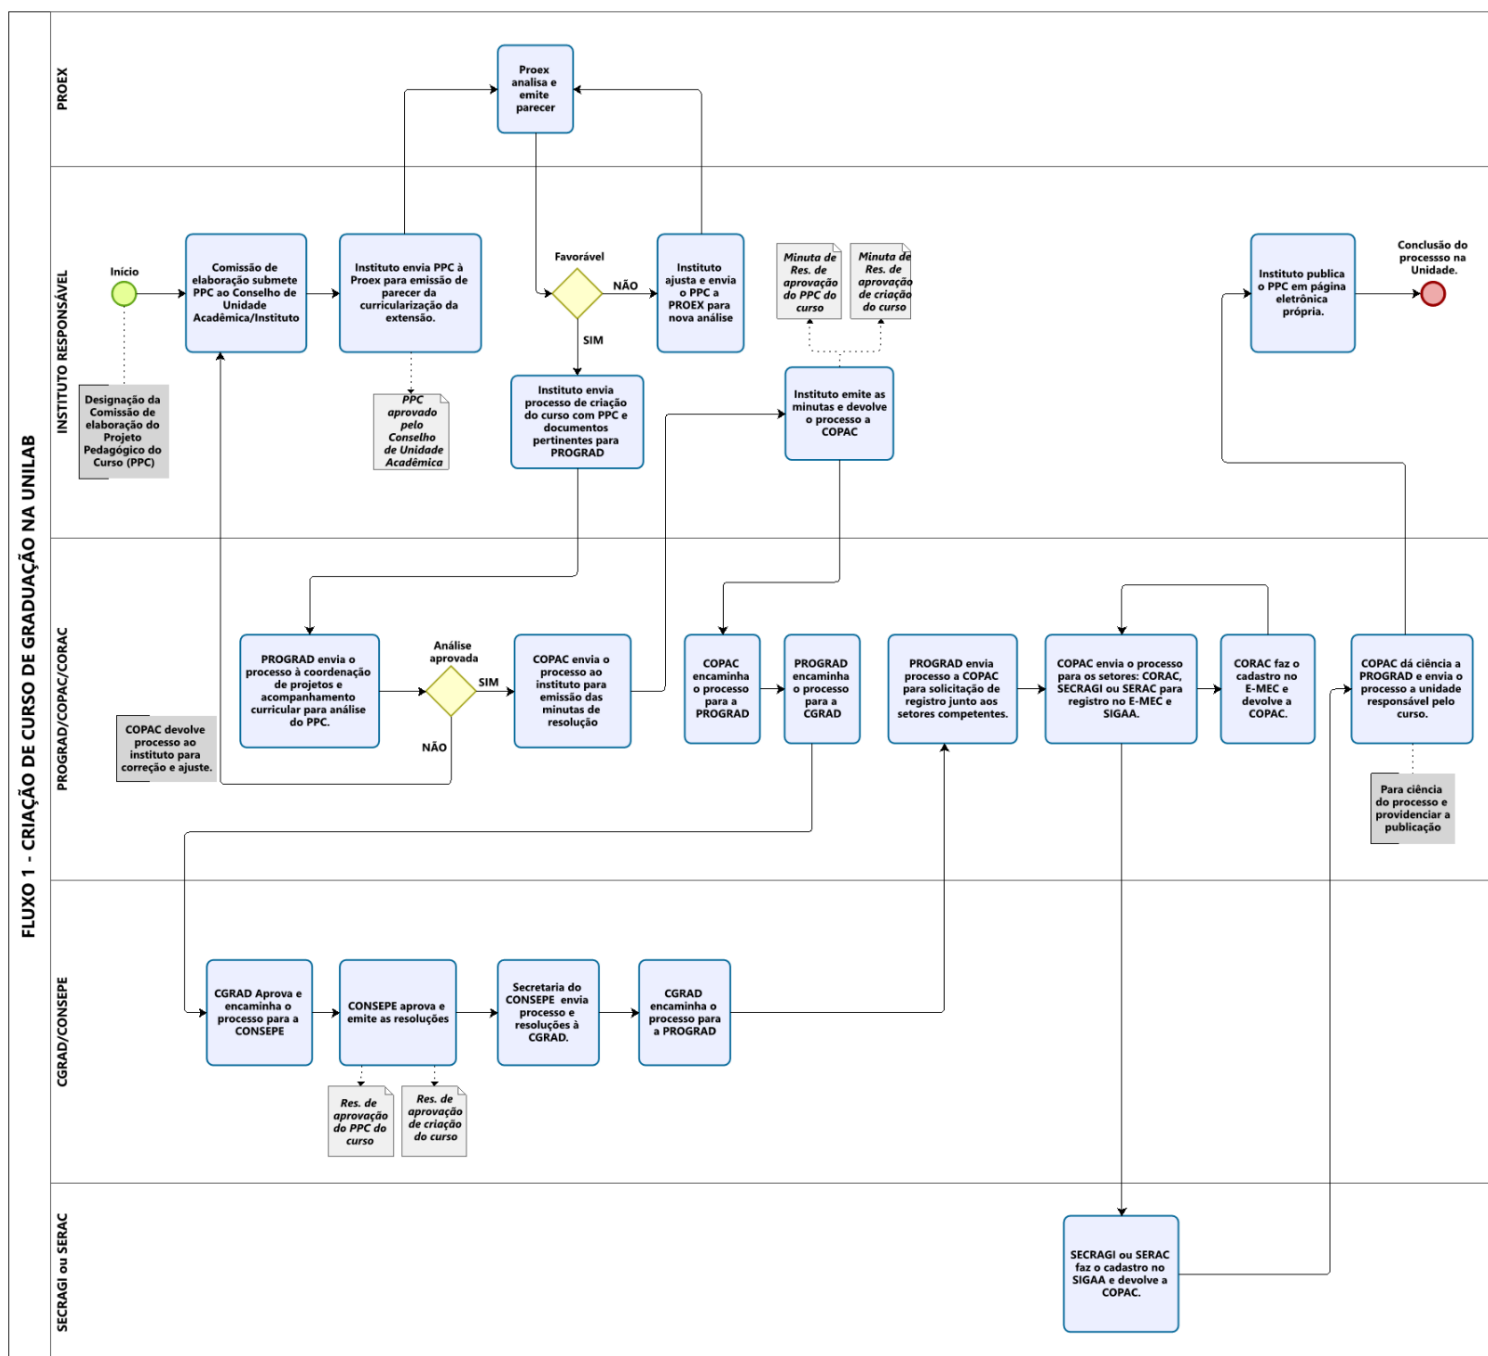 FLUXO 1 - CRIAÇÃO DE CURSO DE GRADUAÇÃO NA UNILAB
PROEX
Proex
analisa e
emite
parecer
INSTITUTO RESPONSÁVEL
Início
Designação da
Comissão de
elaboração do
Projeto
Pedagógico do
Curso (PPC)
Comissão de
elaboração submete
PPC ao Conselho de
Unidade
Acadêmica/Instituto
Instituto envia PPC à
Proex para emissão de
parecer da
curricularização da
extensão.
PPC
aprovado
pelo
Conselho
de Unidade
Acadêmica
Favorável
NÃO
SIM
Instituto
ajusta e envia
o PPC a
PROEX para
nova análise
Instituto envia
processo de criação
do curso com PPC e
documentos
pertinentes para
PROGRAD
Minuta de
Res. de
aprovação
do PPC do
curso
Minuta de
Res. de
aprovação
de criação
do curso
Instituto emite as
minutas e devolve
o processo a
COPAC
Instituto publica
o PPC em página
eletrônica
própria.
Conclusão do
processso na
Unidade.
PROGRAD/COPAC/CORAC
PROGRAD envia o
processo à coordenação
de projetos e
acompanhamento
curricular para análise
do PPC.
Análise
aprovada
SIM
NÃO
COPAC devolve
processo ao
instituto para
correção e ajuste.
COPAC envia o
processo ao
instituto para
emissão das
minutas de
resolução
COPAC
encaminha
o processo
para a
PROGRAD
PROGRAD
encaminha
o processo
para a
CGRAD
PROGRAD envia
processo a COPAC
para solicitação de
registro junto aos
setores competentes.
COPAC envia o processo
para os setores: CORAC,
SECRAGI ou SERAC para
registro no E-MEC e
SIGAA.
CORAC faz o
cadastro no
E-MEC e
devolve a
COPAC.
COPAC dá ciência a
PROGRAD e envia o
processo a unidade
responsável pelo
curso.
Para ciência
do processo e
providenciar a
publicação
CGRAD/CONSEPE
CGRAD Aprova e
encaminha o
processo para a
CONSEPE
CONSEPE aprova e
emite as resoluções
Res. de
aprovação
do PPC do
curso
Res. de
aprovação
de criação
do curso
Secretaria do
CONSEPE envia
processo e
resoluções à
CGRAD.
CGRAD
encaminha o
processo para
a PROGRAD
SECRAGI ou SERAC
SECRAGI ou SERAC
faz o cadastro no
SIGAA e devolve a
COPAC.